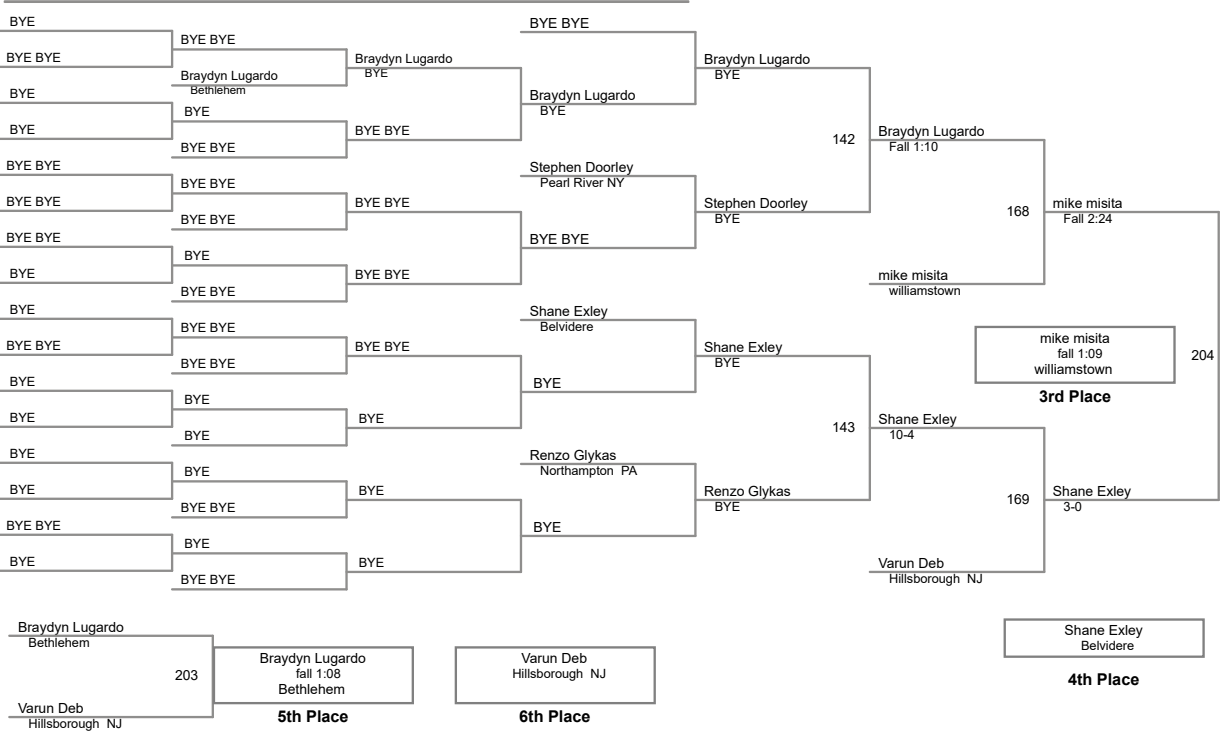 BYE
BYE BYE
BYE
BYE
BYE BYE
BYE BYE
BYE BYE
BYE
BYE
BYE BYE
BYE
BYE
BYE
BYE
BYE BYE
BYE
BYE BYE
Braydyn Lugardo
Bethlehem
BYE
BYE BYE
BYE BYE
BYE BYE
BYE
BYE BYE
BYE BYE
BYE BYE
BYE
BYE
BYE
BYE BYE
BYE
BYE BYE
Braydyn Lugardo
BYE
BYE BYE
BYE BYE
BYE BYE
BYE BYE
BYE
BYE
BYE
BYE BYE
Braydyn Lugardo
BYE
Stephen Doorley
Pearl River NY
BYE BYE
Shane Exley
Belvidere
BYE
Renzo Glykas
Northampton PA
BYE
Braydyn Lugardo
BYE
Stephen Doorley
BYE
Shane Exley
BYE
Renzo Glykas
BYE
142
143
Braydyn Lugardo
Fall 1:10
mike misita
williamstown
Shane Exley
10-4
Varun Deb
Hillsborough NJ
168
169
mike misita
Fall 2:24
Shane Exley
3-0
204
mike misita
fall 1:09
williamstown
3rd Place
Shane Exley
Belvidere
4th Place
Braydyn Lugardo
Bethlehem
Varun Deb
Hillsborough NJ
203
Braydyn Lugardo
fall 1:08
Bethlehem
5th Place
Varun Deb
Hillsborough NJ
6th Place